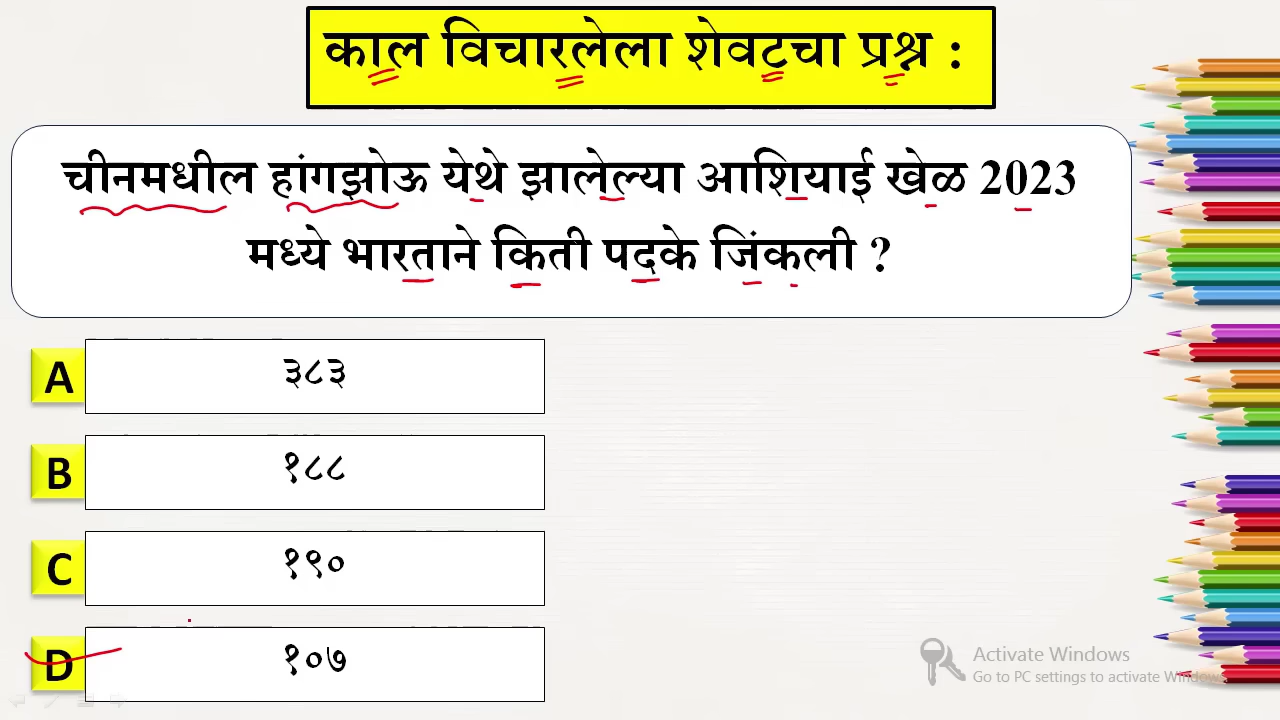 काल विचारलेला शेवटचा प्रश्न :
चीनमधील हांगझोऊ येथे झालेल्या आशियाई खेळ 2023
मध्ये भारताने किती पदके जिंकली ?
A ३८३
B १८८
C १९०
D १०७
Activate Windows
Go to PC settings to activate Windows.